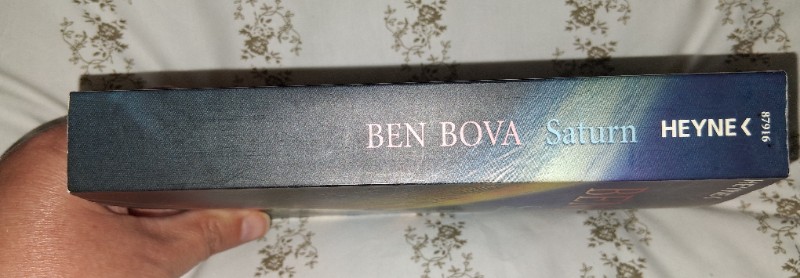 BEN BOVA Saturn HEYNE <
87916